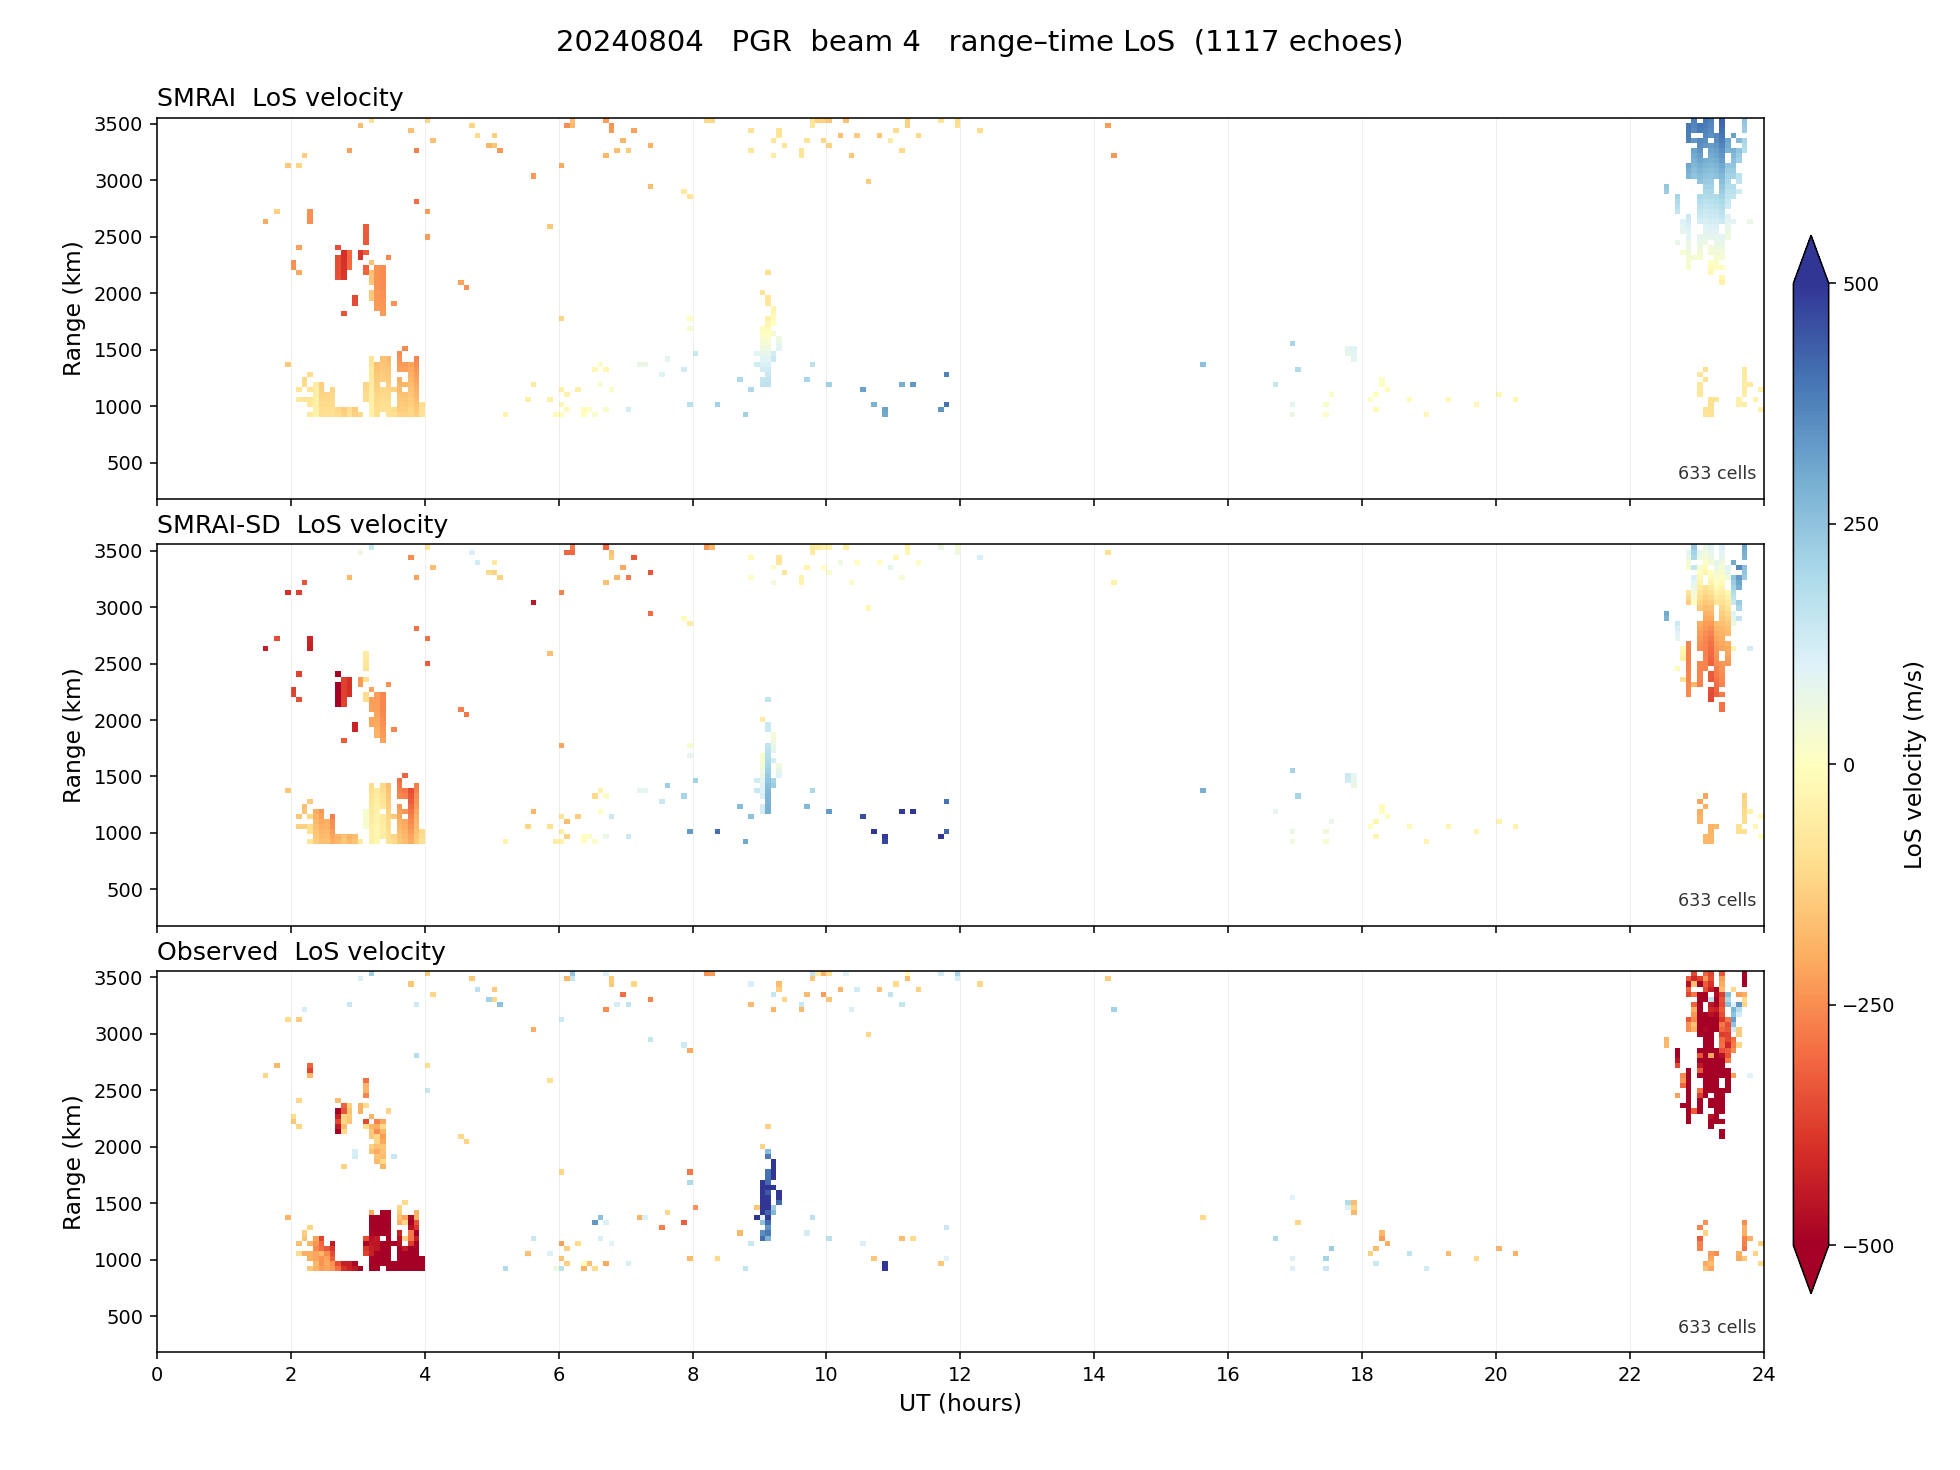 20240804   PGR  beam 4   range–time LoS  (1117 echoes)
SMRAI  LoS velocity
3500
3000
2500
2000
1500
1000
500
Range (km)
633 cells
SMRAI-SD  LoS velocity
3500
3000
2500
2000
1500
1000
500
Range (km)
633 cells
Observed  LoS velocity
3500
3000
2500
2000
1500
1000
500
Range (km)
633 cells
0 2 4 6 8 10 12 14 16 18 20 22 24
UT (hours)
500
250
0
−250
−500
LoS velocity (m/s)